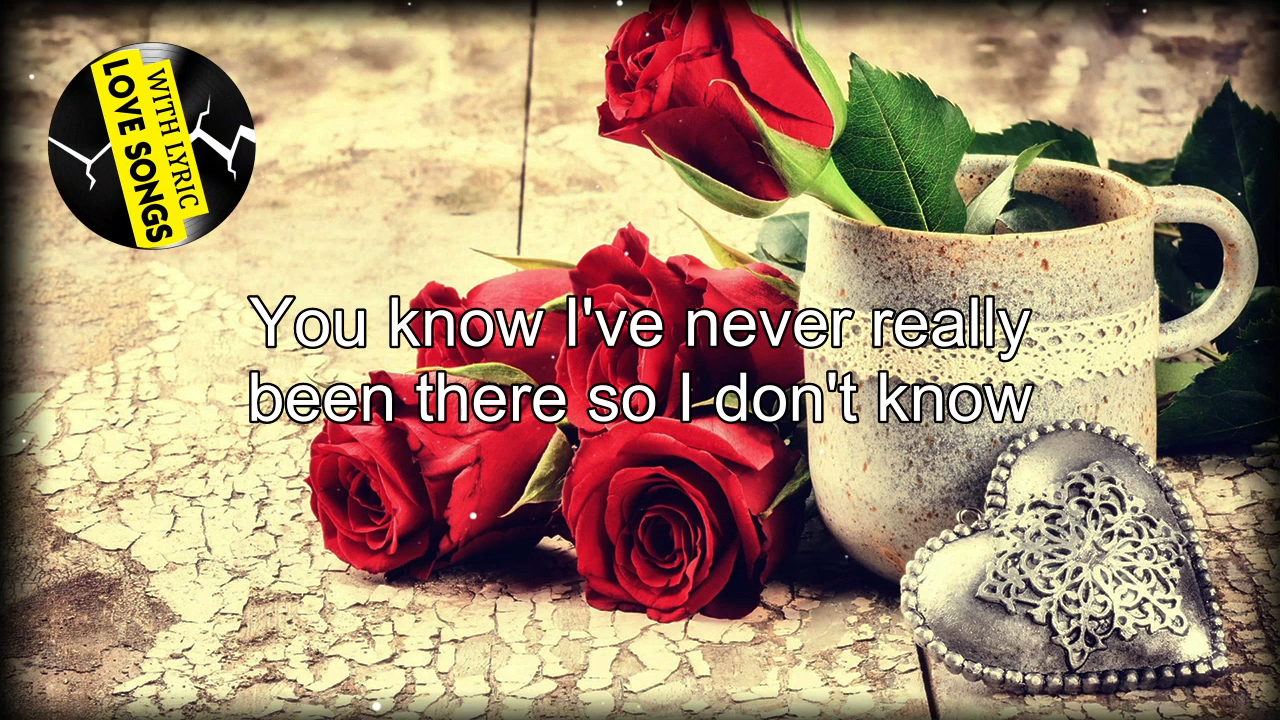 LOVE SONGS
WITH LYRIC
You know I've never really
been there so I don't know